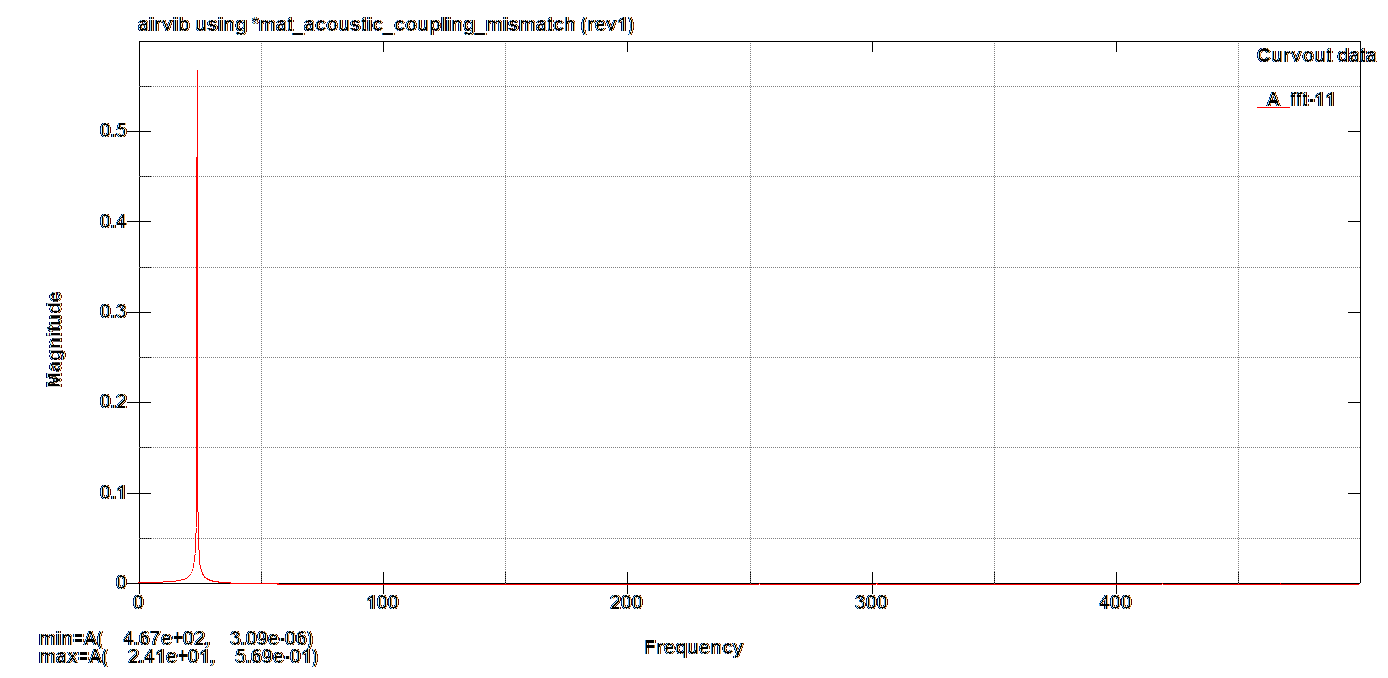 airvib using *mat_acoustic_coupling_mismatch (rev1)
Curvout data
_A_fft-11
0.5
0.4
0.3
0.2
0.1
0
Magnitude
0 100 200 300 400
Frequency
min=A( 4.67e+02, 3.09e-06)
max=A( 2.41e+01, 5.69e-01)